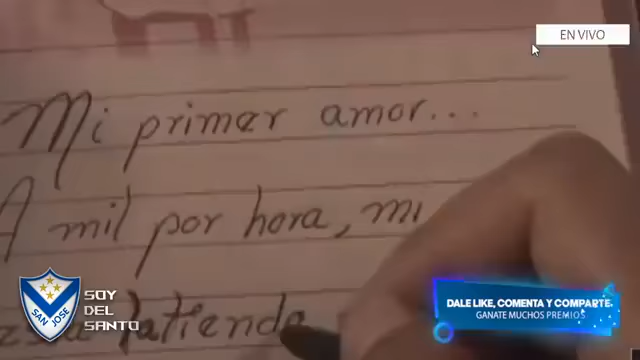 EN VIVO
Mi primer amor...
A mil por hora, mi
latiendo
SAN JOSE
SOY
DEL
SANTO
DALE LIKE, COMENTA Y COMPARTE.
GANATE MUCHOS PREMIOS